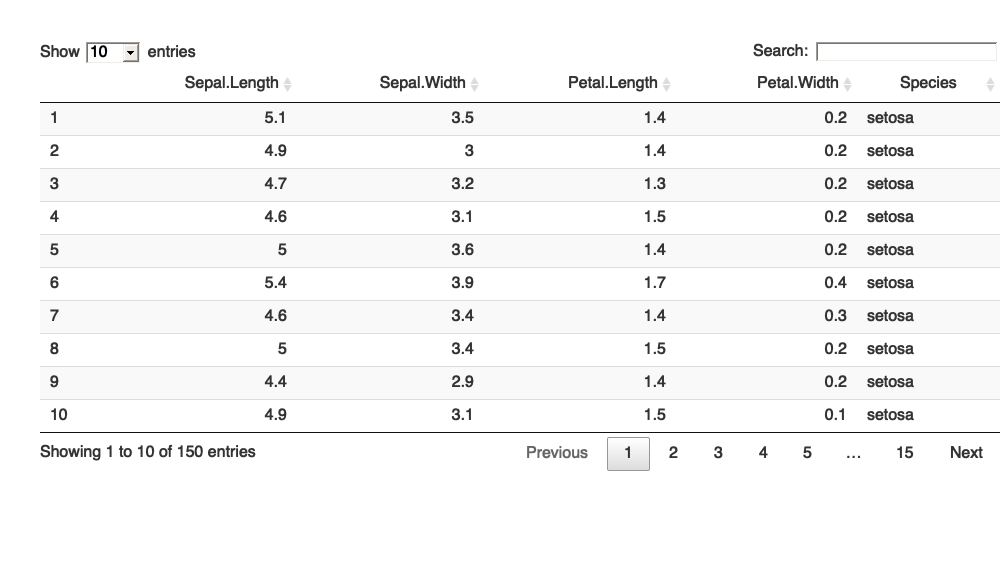 Show 10 entries Search:
Sepal.Length Sepal.Width Petal.Length Petal.Width Species
1 5.1 3.5 1.4 0.2 setosa
2 4.9 3 1.4 0.2 setosa
3 4.7 3.2 1.3 0.2 setosa
4 4.6 3.1 1.5 0.2 setosa
5 5 3.6 1.4 0.2 setosa
6 5.4 3.9 1.7 0.4 setosa
7 4.6 3.4 1.4 0.3 setosa
8 5 3.4 1.5 0.2 setosa
9 4.4 2.9 1.4 0.2 setosa
10 4.9 3.1 1.5 0.1 setosa
Showing 1 to 10 of 150 entries Previous 1 2 3 4 5 … 15 Next